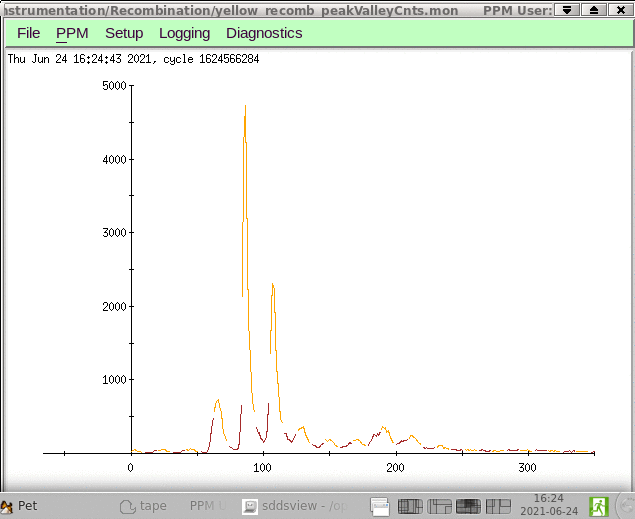 nstrumentation/Recombination/yellow_recomb_peakValleyCnts.mon PPM User:
File PPM Setup Logging Diagnostics
Thu Jun 24 16:24:43 2021, cycle 1624566284
5000
4000
3000
2000
1000
0 100 200 300
Pet tape PPM U sddsview - /op 16:24
2021-06-24